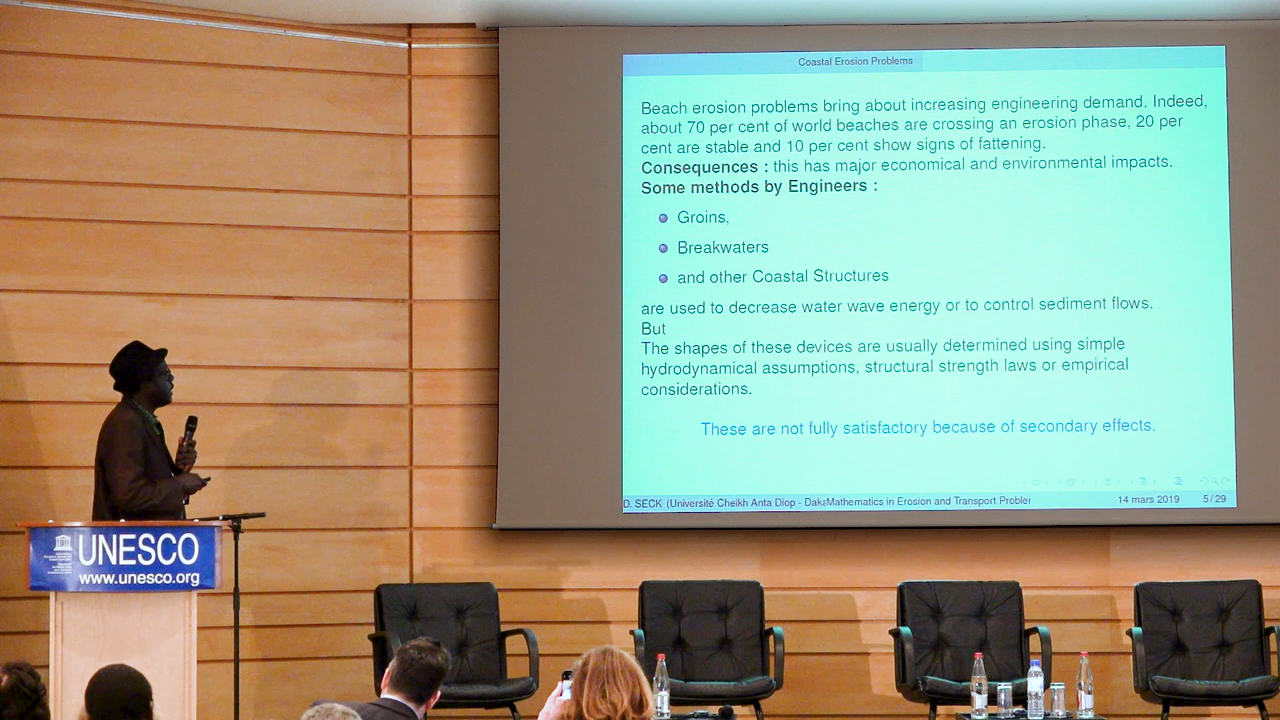 Coastal Erosion Problems
Beach erosion problems bring about increasing engineering demand. Indeed,
about 70 per cent of world beaches are crossing an erosion phase, 20 per
cent are stable and 10 per cent show signs of fattening.
Consequences : this has major economical and environmental impacts.
Some methods by Engineers :
Groins,
Breakwaters
and other Coastal Structures
are used to decrease water wave energy or to control sediment flows.
But
The shapes of these devices are usually determined using simple
hydrodynamical assumptions, structural strength laws or empirical
considerations.
These are not fully satisfactory because of secondary effects.
D. SECK (Université Cheikh Anta Diop - Mathematics in Erosion and Transport 14 mars 2019 5 / 29
UNESCO
www.unesco.org